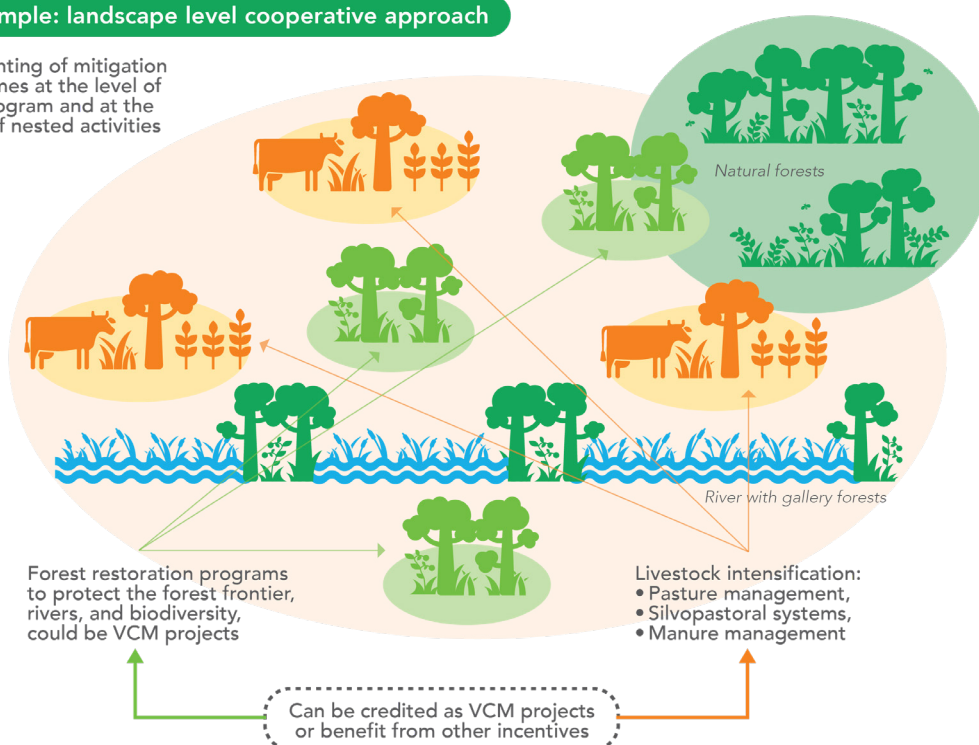 mple: landscape level cooperative approach
nting of mitigation
mes at the level of
ogram and at the
f nested activities
Natural forests
River with gallery forests
Forest restoration programs
to protect the forest frontier,
rivers, and biodiversity,
could be VCM projects
Livestock intensification:
• Pasture management,
• Silvopastoral systems,
• Manure management
Can be credited as VCM projects
or benefit from other incentives